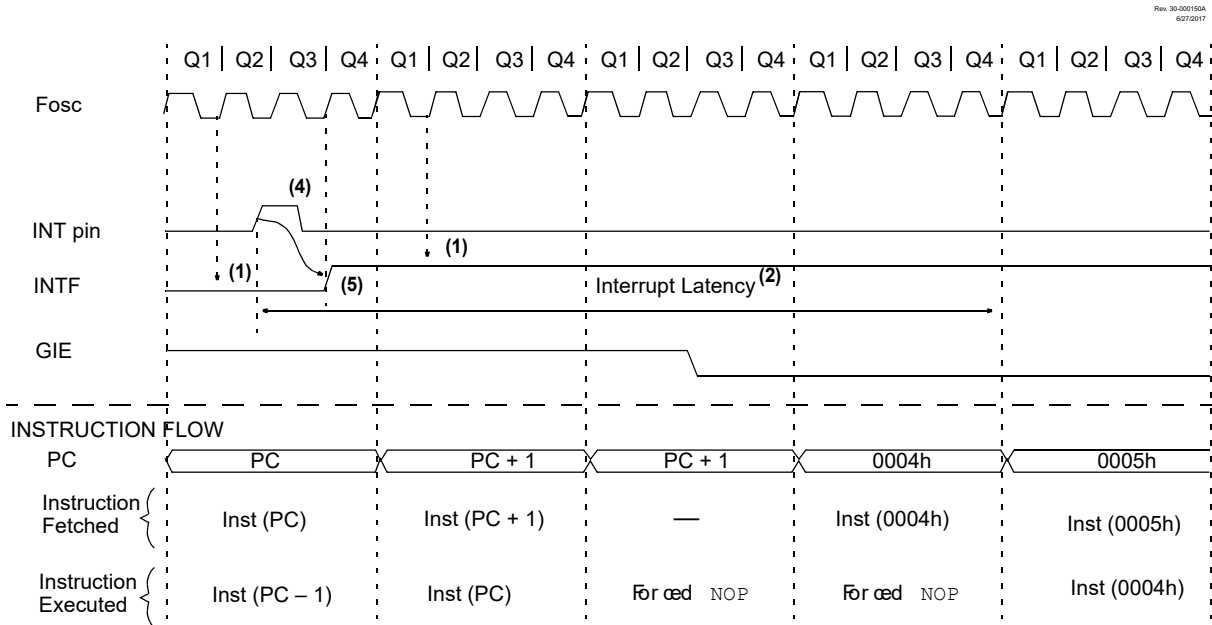 Rev. 30-000150A
6/27/2017
Q1 Q2 Q3 Q4 Q1 Q2 Q3 Q4 Q1 Q2 Q3 Q4 Q1 Q2 Q3 Q4 Q1 Q2 Q3 Q4
Fosc
(4)
INT pin
(1)
INTF
(1)
(5)
Interrupt Latency(2)
GIE
INSTRUCTION FLOW
PC PC PC + 1 PC + 1 0004h 0005h
Instruction
Fetched
Inst (PC) Inst (PC + 1) — Inst (0004h) Inst (0005h)
Instruction
Executed
Inst (PC – 1) Inst (PC) Forced NOP Forced NOP Inst (0004h)